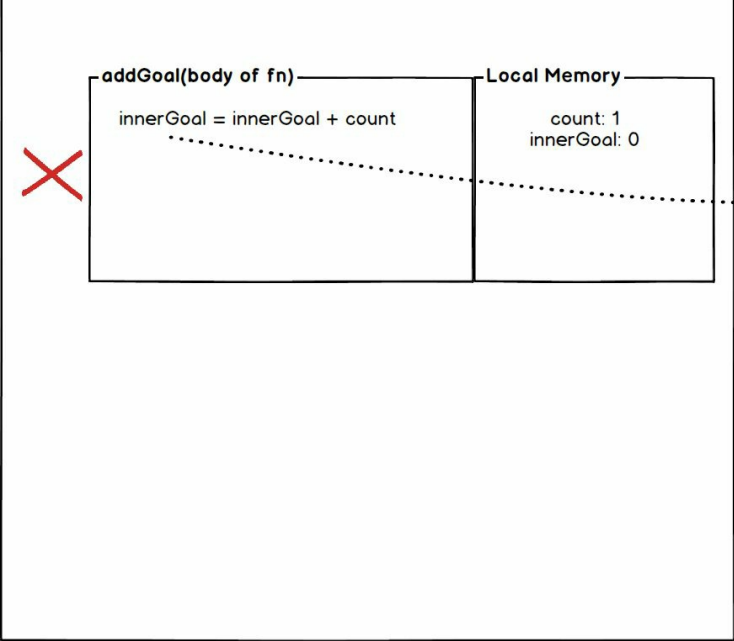 addGoal(body of fn)
innerGoal = innerGoal + count
Local Memory
count: 1
innerGoal: 0